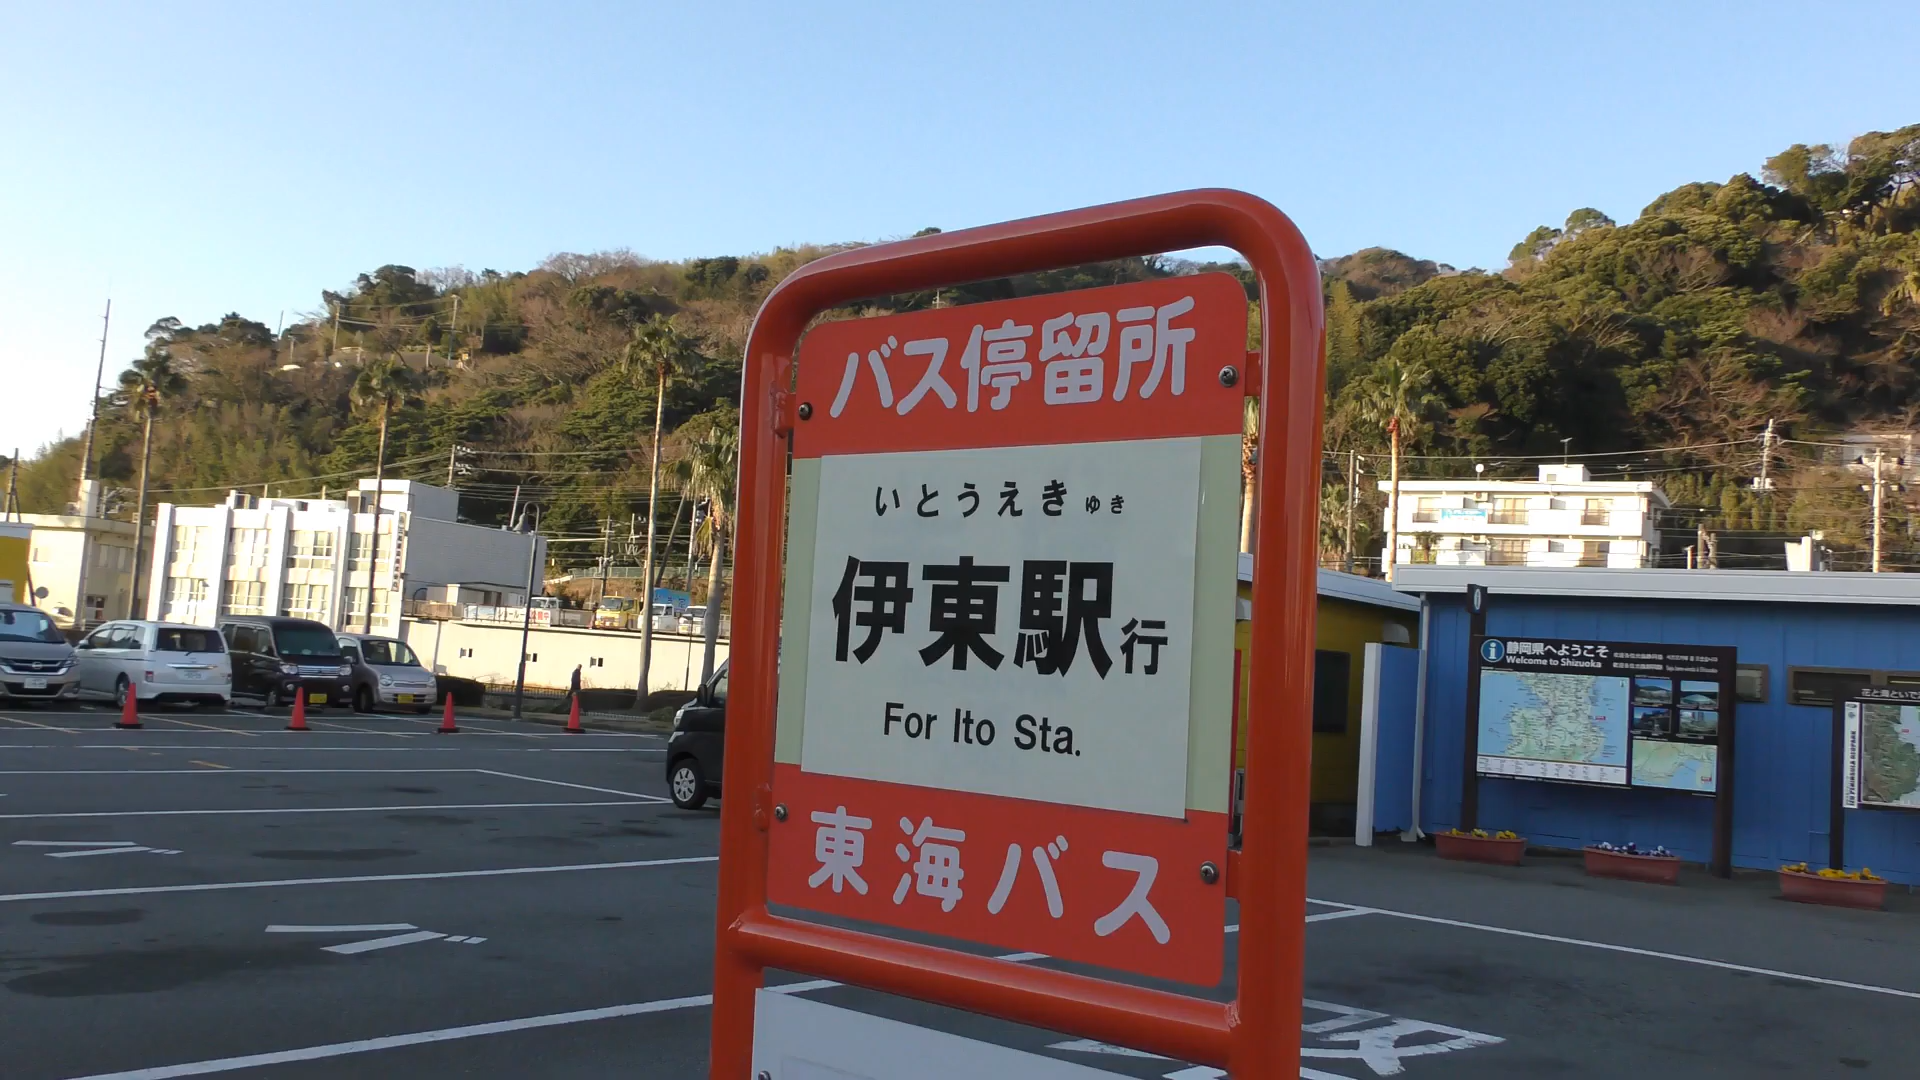 バス停留所
いとうえきゆき
伊東駅行
For Ito Sta.
東海バス
静岡県へようこそ
Welcome to Shizuoka